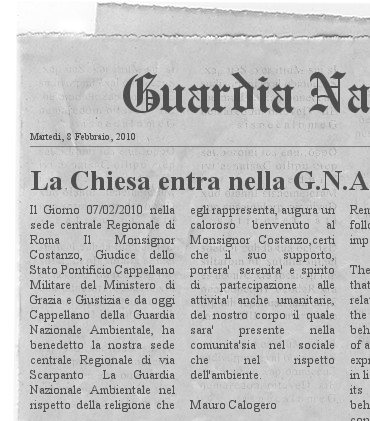 Guardia Na
Martedi, 8 Febbraio, 2010
La Chiesa entra nella G.N.A
Il Giorno 07/02/2010 nella
sede centrale Regionale di
Roma Il Monsignor
Costanzo, Giudice dello
Stato Pontificio Cappellano
Militare del Ministero di
Grazia e Giustizia e da oggi
Cappellano della Guardia
Nazionale Ambientale, ha
benedetto la nostra sede
centrale Regionale di via
Scarpanto La Guardia
Nazionale Ambientale nel
rispetto della religione che
egli rappresenta, augura un
caloroso benvenuto al
Monsignor Costanzo,certi
che il suo supporto,
portera' serenita' e spirito
di partecipazione alle
attivita' anche umanitarie,
del nostro corpo il quale
sara' presente nella
comunita'sia nel sociale
che nel rispetto
dell'ambiente.
Mauro Calogero
Rem
follo
imp
The
that
rela
the
beh
of a
expr
in li
its
beh